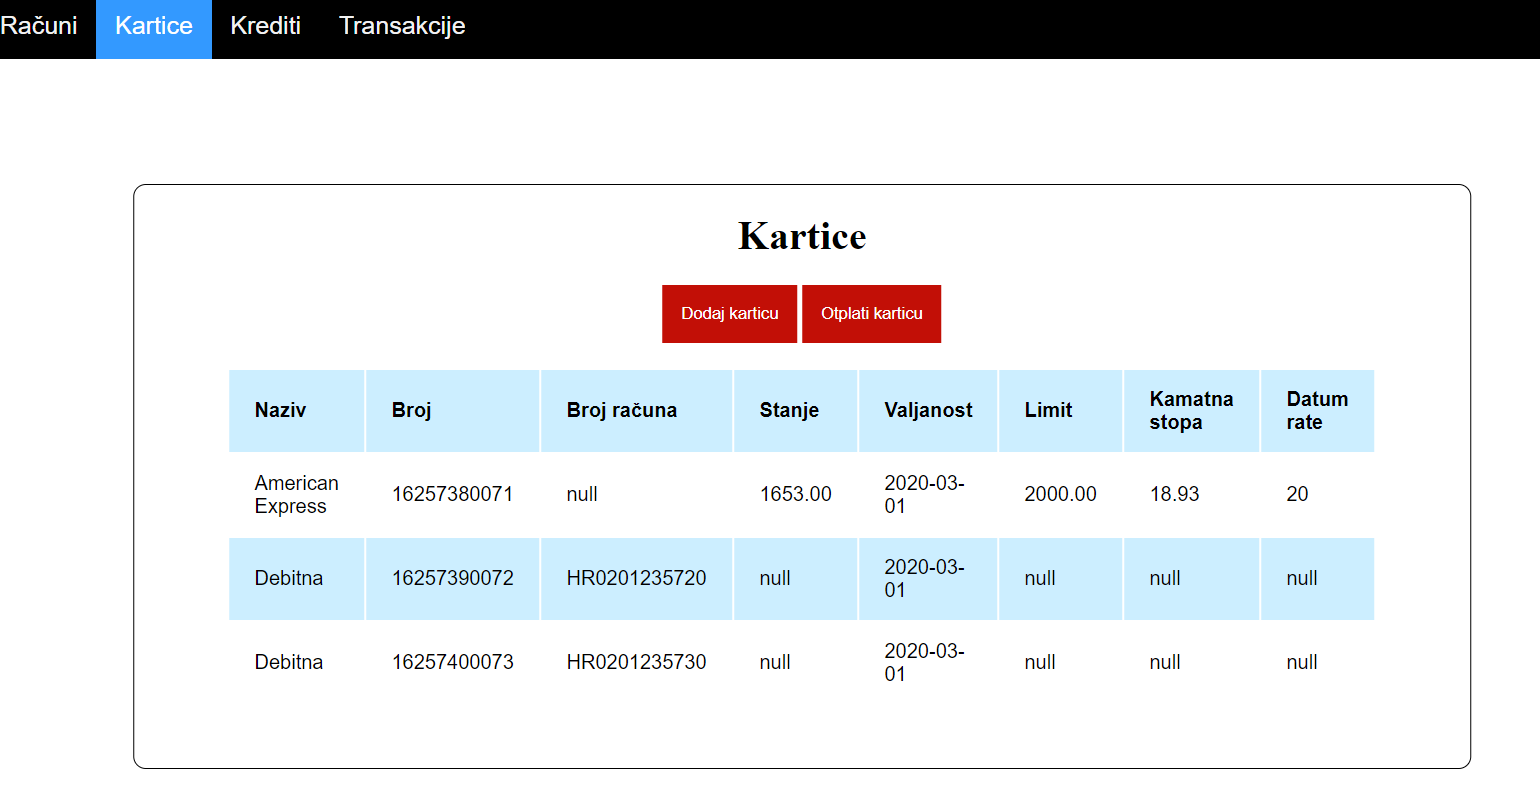 Računi Kartice Krediti Transakcije
Kartice
Dodaj karticu Otplati karticu
Naziv Broj Broj računa Stanje Valjanost Limit Kamatna stopa Datum rate
American Express 16257380071 null 1653.00 2020-03-01 2000.00 18.93 20
Debitna 16257390072 HR0201235720 null 2020-03-01 null null null
Debitna 16257400073 HR0201235730 null 2020-03-01 null null null